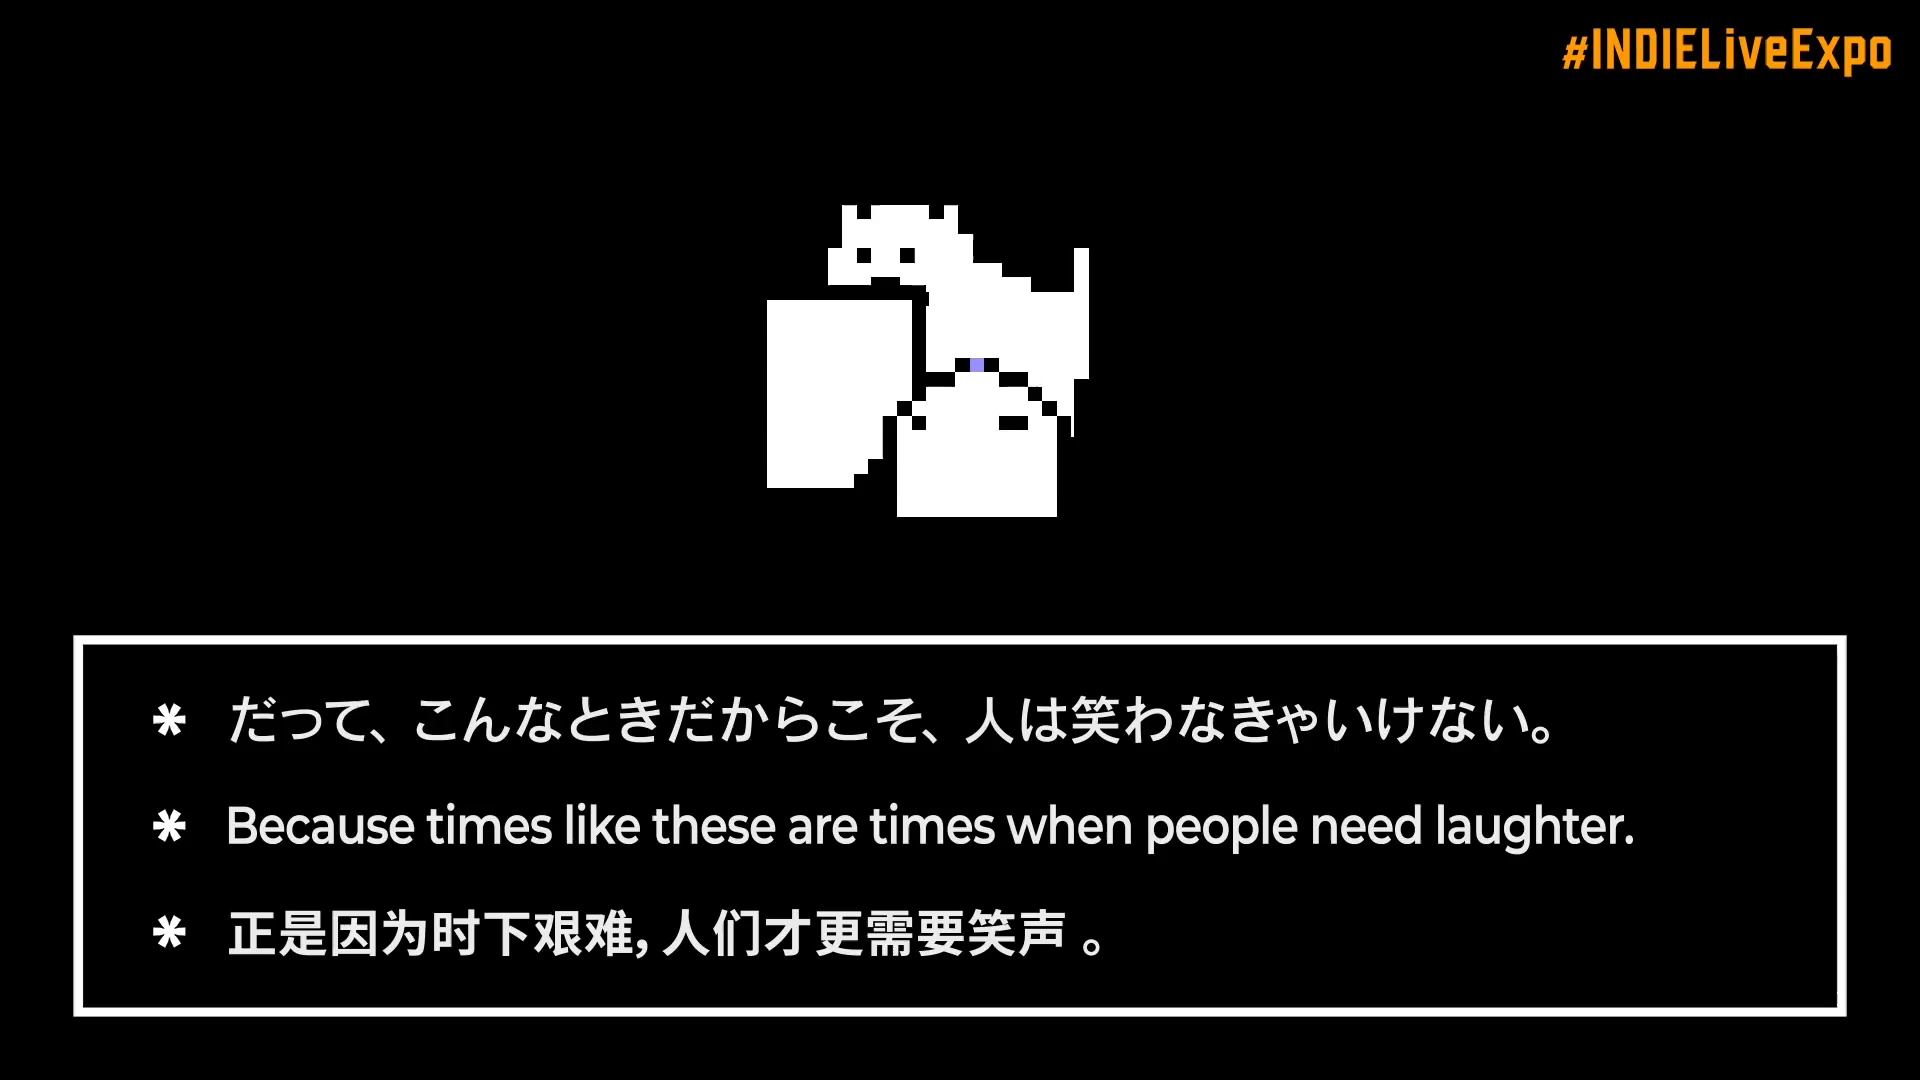 #INDIELiveExpo
* だって、こんなときだからこそ、人は笑わなきゃいけない。
* Because times like these are times when people need laughter.
* 正是因为时下艰难，人们才更需要笑声 。